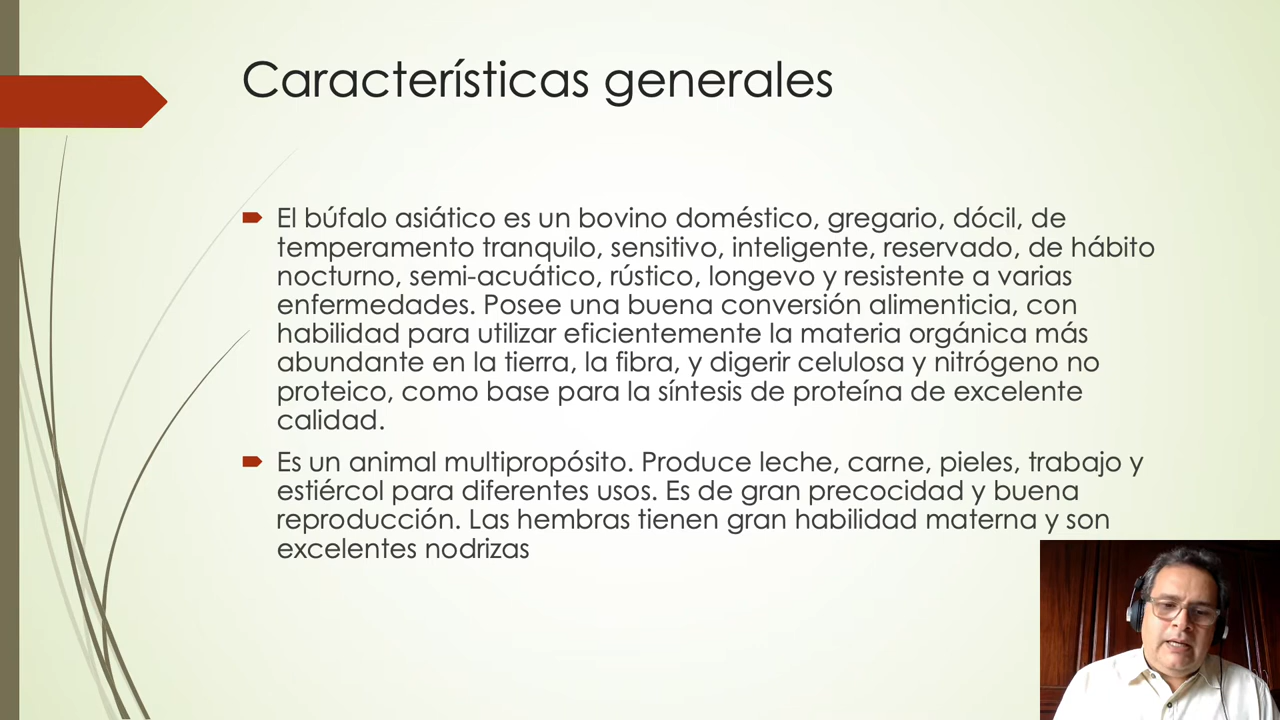 Características generales
El búfalo asiático es un bovino doméstico, gregario, dócil, de
temperamento tranquilo, sensitivo, inteligente, reservado, de hábito
nocturno, semi-acuático, rústico, longevo y resistente a varias
enfermedades. Posee una buena conversión alimenticia, con
habilidad para utilizar eficientemente la materia orgánica más
abundante en la tierra, la fibra, y digerir celulosa y nitrógeno no
proteico, como base para la síntesis de proteína de excelente
calidad.
Es un animal multipropósito. Produce leche, carne, pieles, trabajo y
estiércol para diferentes usos. Es de gran precocidad y buena
reproducción. Las hembras tienen gran habilidad materna y son
excelentes nodrizas